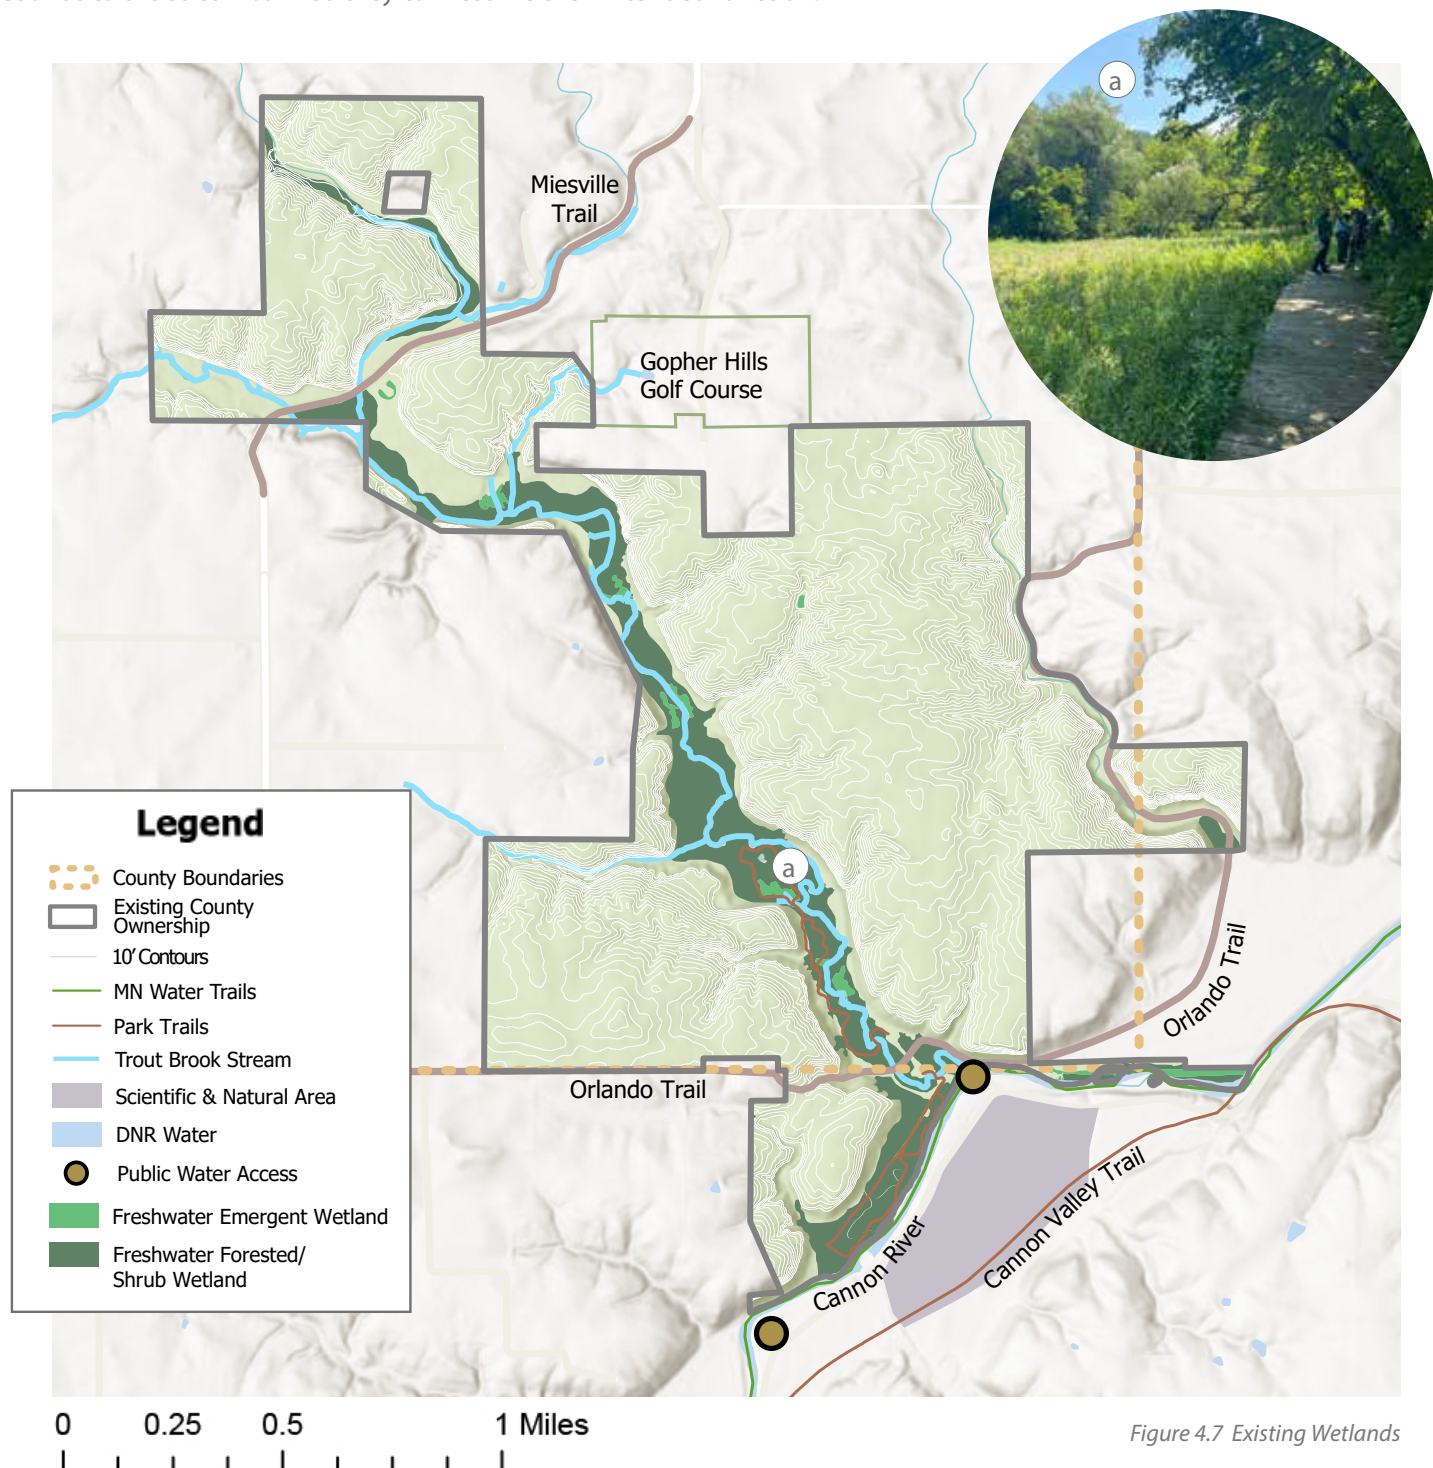 a
Miesville
Trail
Gopher Hills
Golf Course
a
Legend
County Boundaries
Existing County
Ownership
10' Contours
MN Water Trails
Park Trails
Trout Brook Stream
Scientific & Natural Area
DNR Water
Public Water Access
Freshwater Emergent Wetland
Freshwater Forested/
Shrub Wetland
Orlando Trail
Orlando Trail
Cannon River
Cannon Valley Trail
0 0.25 0.5 1 Miles
Figure 4.7 Existing Wetlands